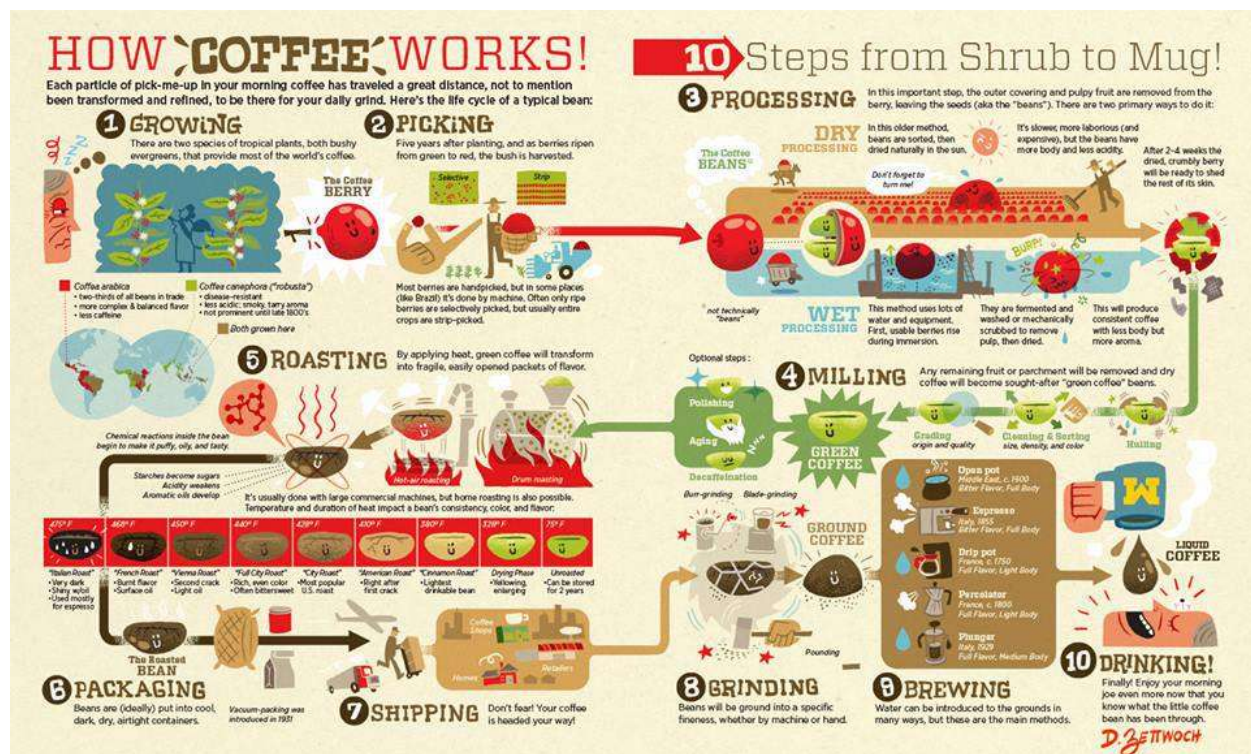 HOW COFFEE WORKS!
Each particle of pick-me-up in your morning coffee has traveled a great distance, not to mention
been transformed and refined, to be there for your daily grind. Here's the life cycle of a typical bean:
10 Steps from Shrub to Mug!
1 GROWING
There are two species of tropical plants, both bushy
evergreens, that provide most of the world's coffee.
zzz
The Coffee
BERRY
Coffea arabica
• two-thirds of all beans in trade
• more complex & balanced flavor
• less caffeine
Coffea canephora ("robusta")
• disease-resistant
• less acidic; smoky, tarry aroma
• not prominent until late 1800's
Both grown here
2 PICKING
Five years after planting, and as berries ripen
from green to red, the bush is harvested.
Selective
Strip
Most berries are handpicked, but in some places
(like Brazil) it's done by machine. Often only ripe
berries are selectively picked, but usually entire
crops are strip-picked.
3 PROCESSING
In this important step, the outer covering and pulpy fruit are removed from the
berry, leaving the seeds (aka the "beans"). There are two primary ways to do it:
The Coffee
BEANS*
DRY
PROCESSING
In this older method,
beans are sorted, then
dried naturally in the sun.
It's slower, more laborious (and
expensive), but the beans have
more body and less acidity.
After 2-4 weeks the
dried, crumbly berry
will be ready to shed
the rest of its skin.
Don't forget to
turn me!
BURP!
*not technically
"beans"
WET
PROCESSING
This method uses lots of
water and equipment.
First, usable berries rise
during immersion.
They are fermented and
washed or mechanically
scrubbed to remove
pulp, then dried.
This will produce
consistent coffee
with less body but
more aroma.
4 MILLING
Any remaining fruit or parchment will be removed and dry
coffee will become sought-after "green coffee" beans.
Hulling
Cleaning & Sorting
size, density, and color
Grading
origin and quality
GREEN
COFFEE
Optional steps:
Polishing
Aging
Decaffeination
5 ROASTING
By applying heat, green coffee will transform
into fragile, easily opened packets of flavor.
Drum roasting
Hot-air roasting
Chemical reactions inside the bean
begin to make it puffy, oily, and tasty.
Starches become sugars
Acidity weakens
Aromatic oils develop
It's usually done with large commercial machines, but home roasting is also possible.
Temperature and duration of heat impact a bean's consistency, color, and flavor:
475° F
"Italian Roast"
• Very dark
• Shiny w/oil
• Used mostly
for espresso
"French Roast"
• Burnt flavor
• Surface oil
450° F
"Vienna Roast"
• Second crack
• Light oil
440° F
"Full City Roast"
• Rich, even color
• Often bittersweet
"City Roast"
• Most popular
U.S. roast
410° F
"American Roast"
• Right after
first crack
380° F
"Cinnamon Roast"
• Lightest
drinkable bean
Drying Phase
• Yellowing,
enlarging
75° F
Unroasted
• Can be stored
for 2 years
The Roasted
BEAN
6 PACKAGING
Beans are (ideally) put into cool,
dark, dry, airtight containers.
Vacuum-packing was
introduced in 1931
7 SHIPPING
Don't fear! Your coffee
is headed your way!
Coffee
Shops
Retailers
Homes
Burr-grinding
Blade-grinding
Pounding
GROUND
COFFEE
8 GRINDING
Beans will be ground into a specific
fineness, whether by machine or hand.
Open pot
Middle East, c. 1600
Bitter Flavor, Full Body
Espresso
Italy, 1855
Bitter Flavor, Full Body
Drip pot
France, c. 1750
Full Flavor, Light Body
Percolator
France, c. 1800
Full Flavor, Light Body
Plunger
Italy, 1929
Full Flavor, Medium Body
9 BREWING
Water can be introduced to the grounds in
many ways, but these are the main methods.
M
LIQUID
COFFEE
10 DRINKING!
Finally! Enjoy your morning
joe even more now that you
know what the little coffee
bean has been through.
D. ZETTWOCH